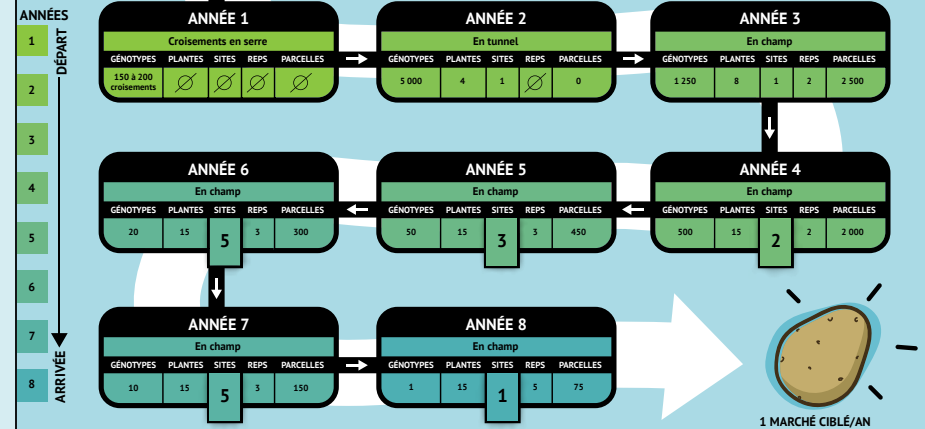 ANNÉES
DÉPART
1
2
3
4
5
6
7
8
ARRIVÉE
ANNÉE 1
Croisements en serre
GÉNOTYPES PLANTES SITES REPS PARCELLES
150 à 200
croisements ∅ ∅ ∅ ∅
ANNÉE 2
En tunnel
GÉNOTYPES PLANTES SITES REPS PARCELLES
5 000 4 1 ∅ 0
ANNÉE 3
En champ
GÉNOTYPES PLANTES SITES REPS PARCELLES
1 250 8 1 2 2 500
ANNÉE 4
En champ
GÉNOTYPES PLANTES SITES REPS PARCELLES
500 15 2 2 2 000
ANNÉE 5
En champ
GÉNOTYPES PLANTES SITES REPS PARCELLES
50 15 3 3 450
ANNÉE 6
En champ
GÉNOTYPES PLANTES SITES REPS PARCELLES
20 15 5 3 300
ANNÉE 7
En champ
GÉNOTYPES PLANTES SITES REPS PARCELLES
10 15 5 3 150
ANNÉE 8
En champ
GÉNOTYPES PLANTES SITES REPS PARCELLES
1 15 1 5 75
1 MARCHÉ CIBLÉ/AN